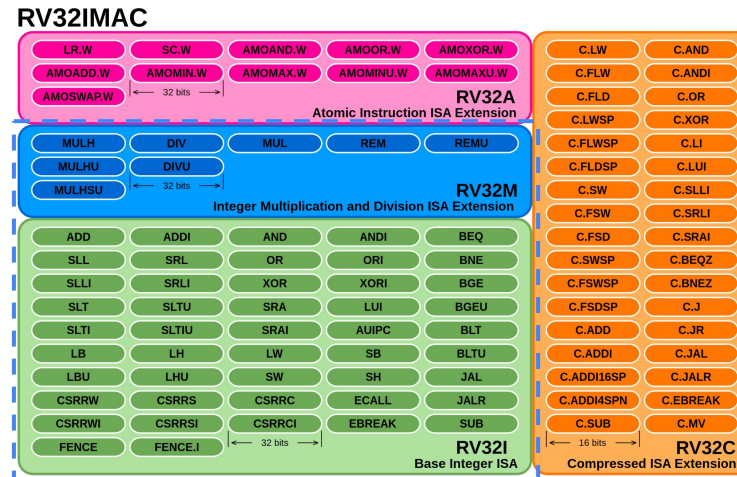 RV32IMAC
LR.W SC.W AMOAND.W AMOOR.W AMOXOR.W
AMOADD.W AMOMIN.W AMOMAX.W AMOMINU.W AMOMAXU.W
AMOSWAP.W 32 bits
RV32A
Atomic Instruction ISA Extension
MULH DIV MUL REM REMU
MULHU DIVU
MULHSU 32 bits
RV32M
Integer Multiplication and Division ISA Extension
ADD ADDI AND ANDI BEQ
SLL SRL OR ORI BNE
SLLI SRLI XOR XORI BGE
SLT SLTU SRA LUI BGEU
SLTI SLTIU SRAI AUIPC BLT
LB LH LW SB BLTU
LBU LHU SW SH JAL
CSRRW CSRRS CSRRC ECALL JALR
CSRRWI CSRRSI CSRRCI EBREAK SUB
FENCE FENCE.I 32 bits
RV32I
Base Integer ISA
C.LW C.AND
C.FLW C.ANDI
C.FLD C.OR
C.LWSP C.XOR
C.FLWSP C.LI
C.FLDSP C.LUI
C.SW C.SLLI
C.FSW C.SRLI
C.FSD C.SRAI
C.SWSP C.BEQZ
C.FSWSP C.BNEZ
C.FSDSP C.J
C.ADD C.JR
C.ADDI C.JAL
C.ADDI16SP C.JALR
C.ADDI4SPN C.EBREAK
C.SUB C.MV
16 bits
RV32C
Compressed ISA Extension